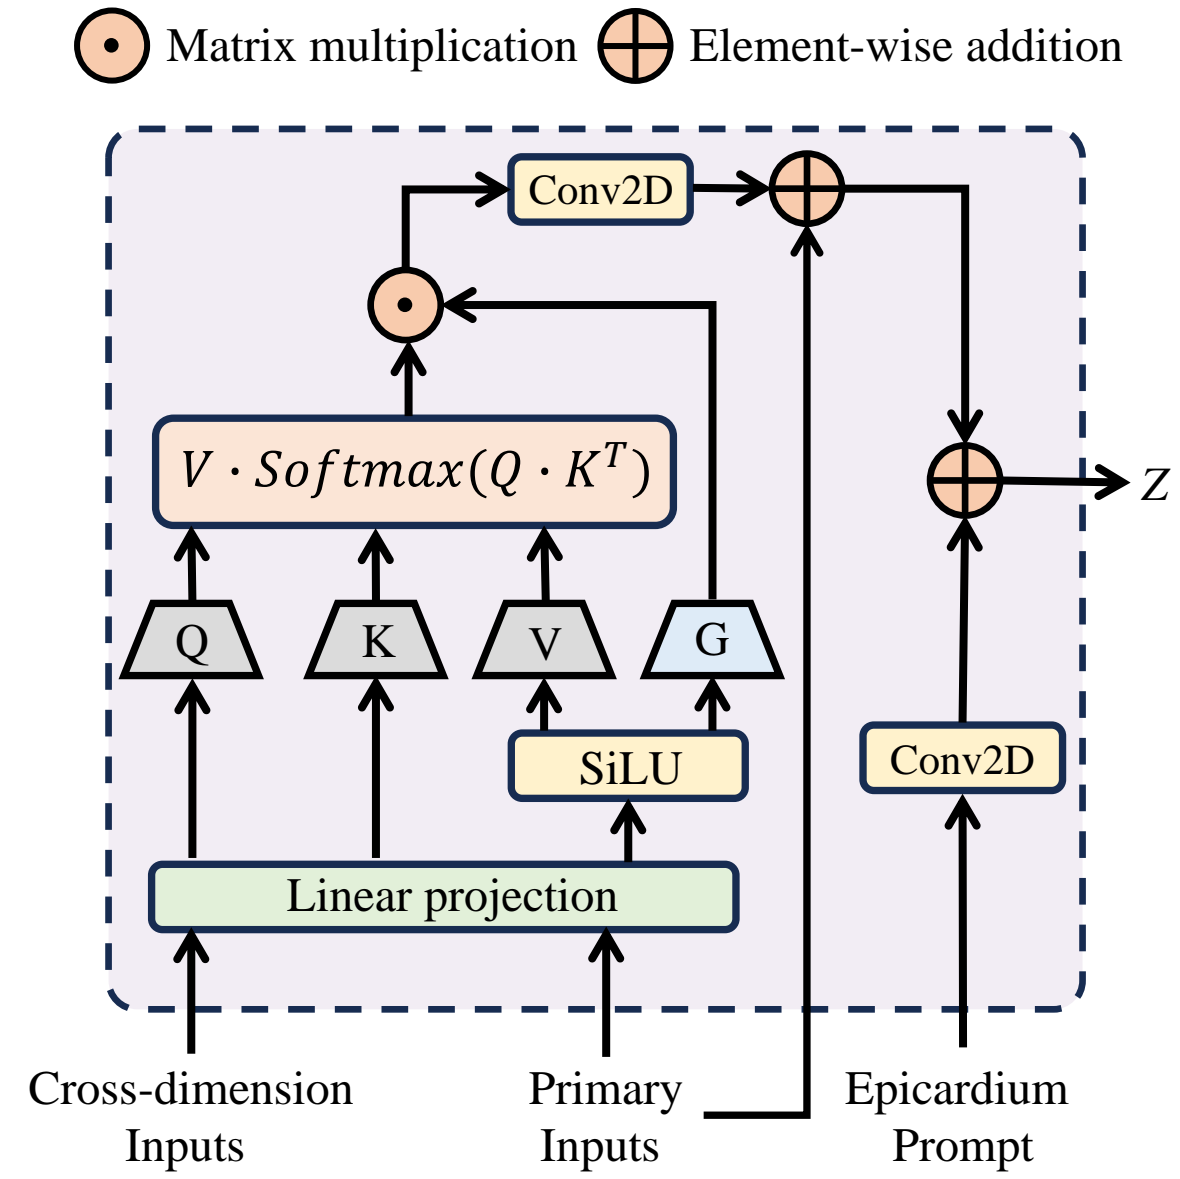 Matrix multiplication
Element-wise addition
Conv2D
V · Softmax(Q · K^T)
Z
Q
K
V
G
SiLU
Conv2D
Linear projection
Cross-dimension
Inputs
Primary
Inputs
Epicardium
Prompt